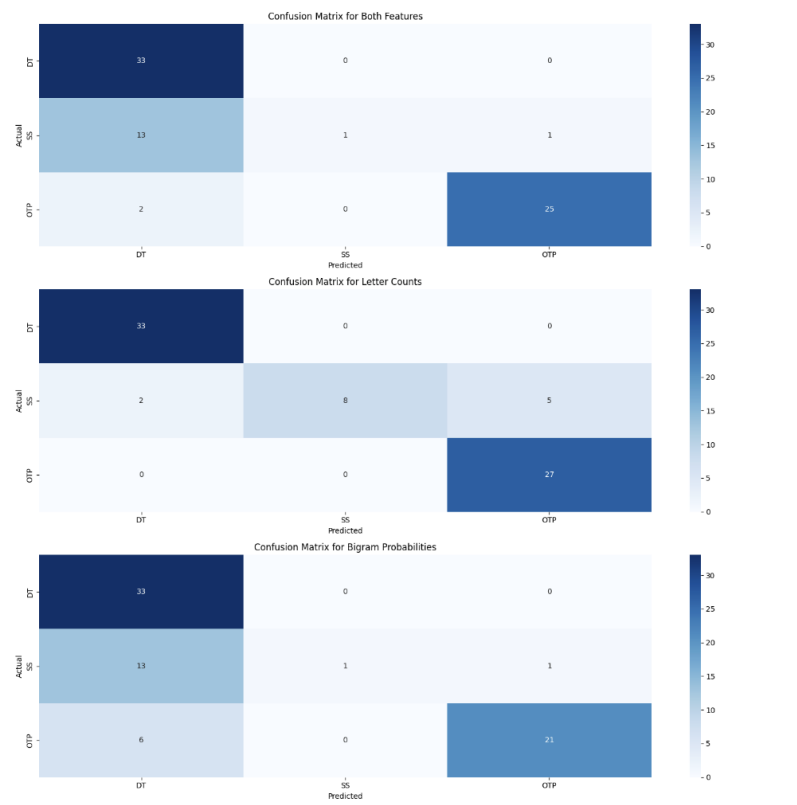 Confusion Matrix for Both Features
DT 33 0 0
Actual
SS 13 1 1
OTP 2 0 25
DT SS OTP
Predicted
30
25
20
15
10
5
0
Confusion Matrix for Letter Counts
DT 33 0 0
Actual
SS 2 8 5
OTP 0 0 27
DT SS OTP
Predicted
30
25
20
15
10
5
0
Confusion Matrix for Bigram Probabilities
DT 33 0 0
Actual
SS 13 1 1
OTP 6 0 21
DT SS OTP
Predicted
30
25
20
15
10
5
0